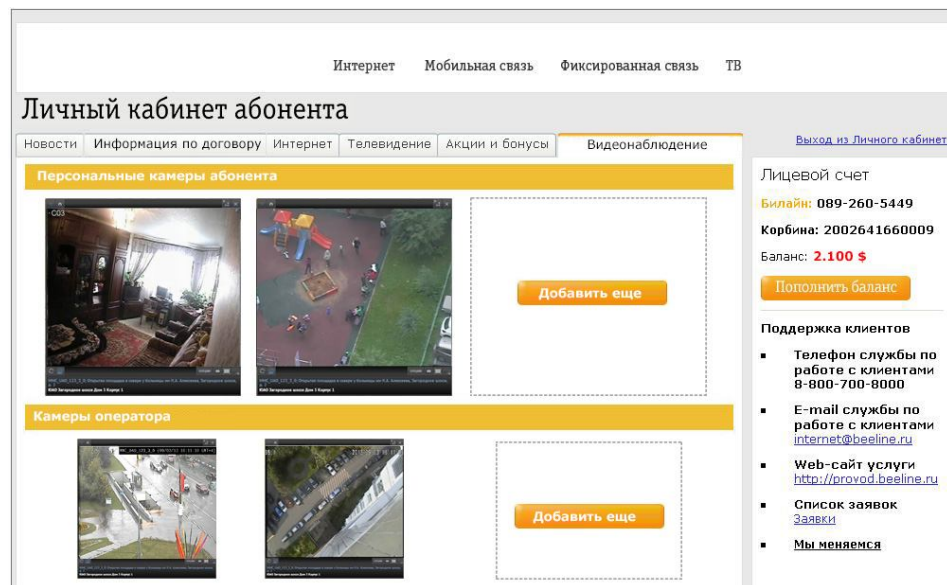 Интернет Мобильная связь Фиксированная связь ТВ
Личный кабинет абонента
Новости Информация по договору Интернет Телевидение Акции и бонусы Видеонаблюдение
Выход из Личного кабинет
Персональные камеры абонента
C03
Добавить еще
Камеры оператора
Добавить еще
Лицевой счет
Билайн: 089-260-5449
Корбина: 2002641660009
Баланс: 2.100 $
Пополнить баланс
Поддержка клиентов
Телефон службы по
работе с клиентами
8-800-700-8000
E-mail службы по
работе с клиентами
internet@beeline.ru
Web-сайт услуги
http://provod.beeline.ru
Список заявок
Заявки
Мы меняемся